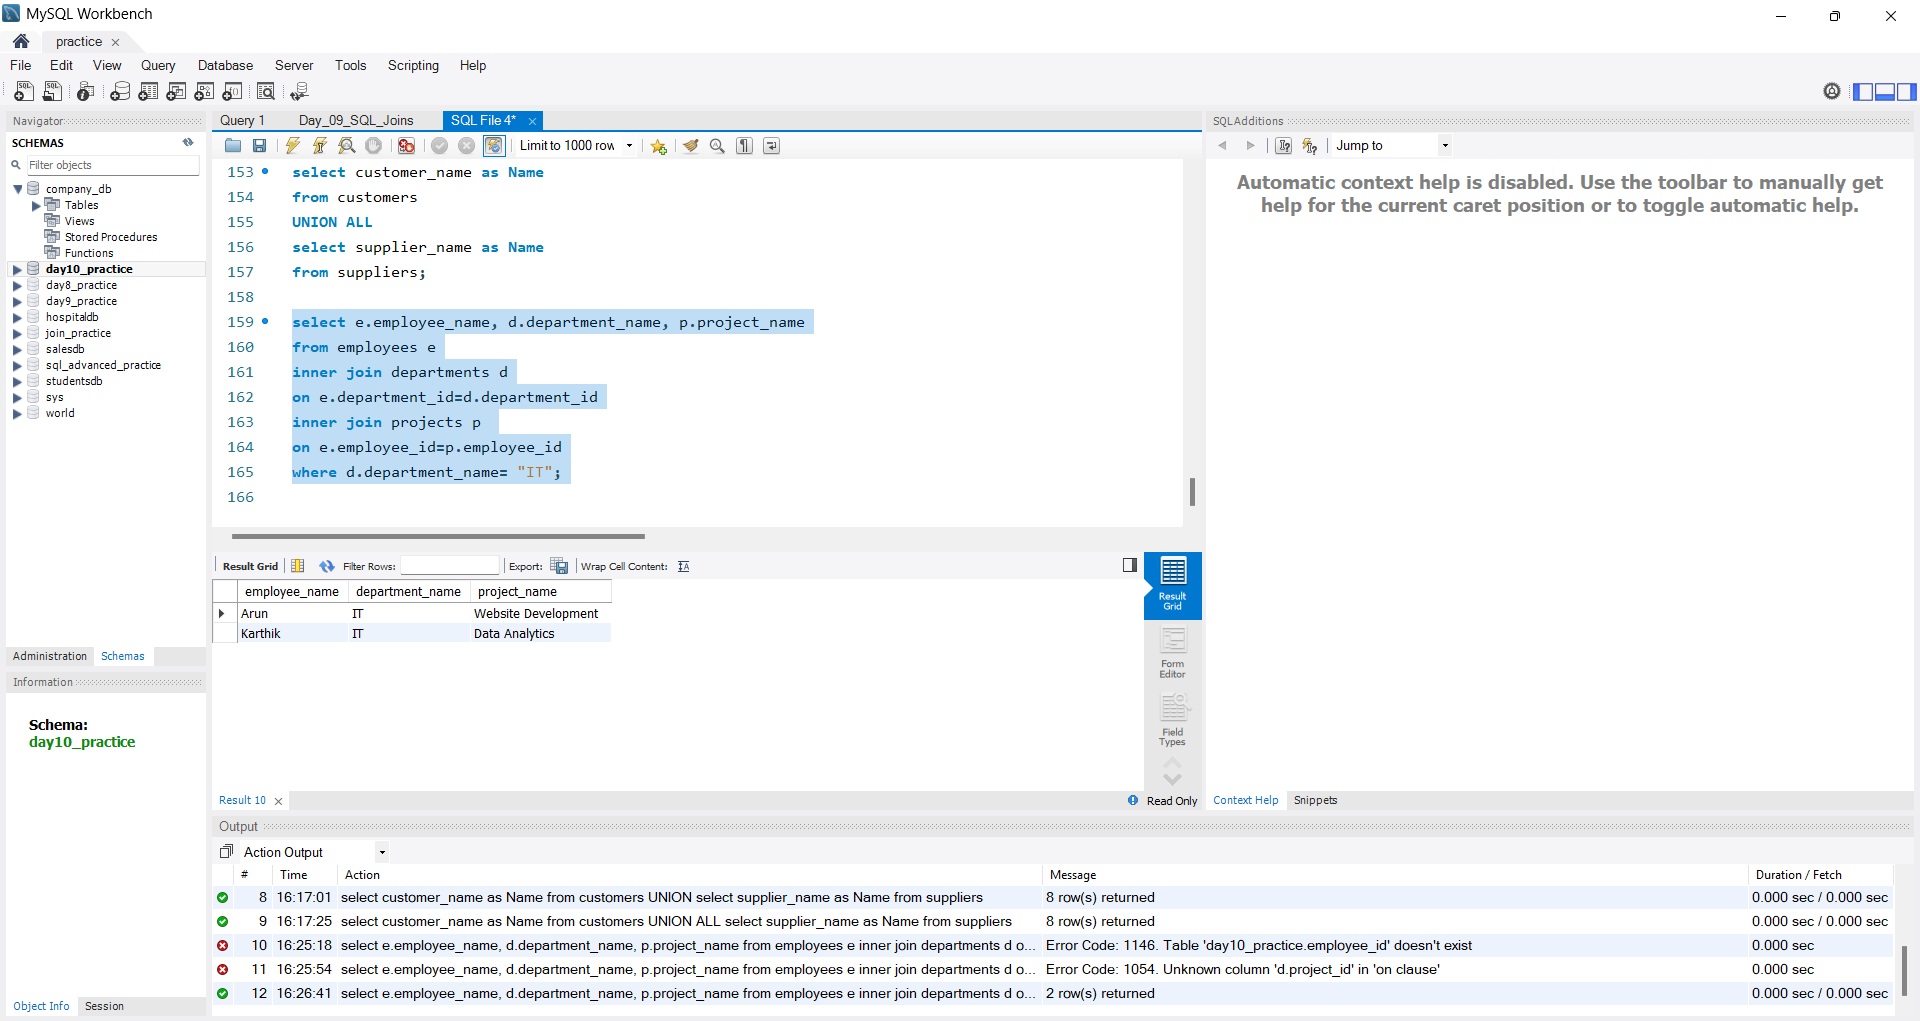 MySQL Workbench
practice
File Edit View Query Database Server Tools Scripting Help
Navigator
SCHEMAS
Filter objects
company_db
Tables
Views
Stored Procedures
Functions
day10_practice
day8_practice
day9_practice
hospitaldb
join_practice
salesdb
sql_advanced_practice
studentsdb
sys
world
Administration Schemas
Information
Schema:
day10_practice
Object Info Session
Query 1 Day_09_SQL_Joins SQL File 4*
Limit to 1000 row
153 select customer_name as Name
154 from customers
155 UNION ALL
156 select supplier_name as Name
157 from suppliers;
158
159 select e.employee_name, d.department_name, p.project_name
160 from employees e
161 inner join departments d
162 on e.department_id=d.department_id
163 inner join projects p
164 on e.employee_id=p.employee_id
165 where d.department_name= "IT";
166
Result Grid Filter Rows: Export: Wrap Cell Content:
employee_name department_name project_name
Arun IT Website Development
Karthik IT Data Analytics
Result Grid
Form Editor
Field Types
Result 10 Read Only
SQLAdditions
Jump to
Automatic context help is disabled. Use the toolbar to manually get
help for the current caret position or to toggle automatic help.
Context Help Snippets
Output
Action Output
# Time Action Message Duration / Fetch
8 16:17:01 select customer_name as Name from customers UNION select supplier_name as Name from suppliers 8 row(s) returned 0.000 sec / 0.000 sec
9 16:17:25 select customer_name as Name from customers UNION ALL select supplier_name as Name from suppliers 8 row(s) returned 0.000 sec / 0.000 sec
10 16:25:18 select e.employee_name, d.department_name, p.project_name from employees e inner join departments d o... Error Code: 1146. Table 'day10_practice.employee_id' doesn't exist 0.000 sec
11 16:25:54 select e.employee_name, d.department_name, p.project_name from employees e inner join departments d o... Error Code: 1054. Unknown column 'd.project_id' in 'on clause' 0.000 sec
12 16:26:41 select e.employee_name, d.department_name, p.project_name from employees e inner join departments d o... 2 row(s) returned 0.000 sec / 0.000 sec